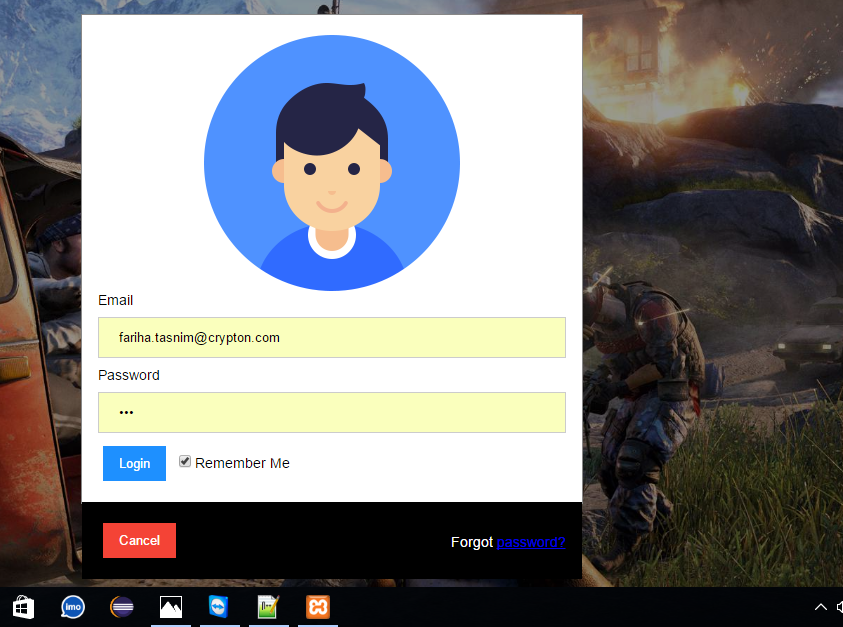 Email
fariha.tasnim@crypton.com
Password
•••
Login Remember Me
Cancel Forgot password?
imo